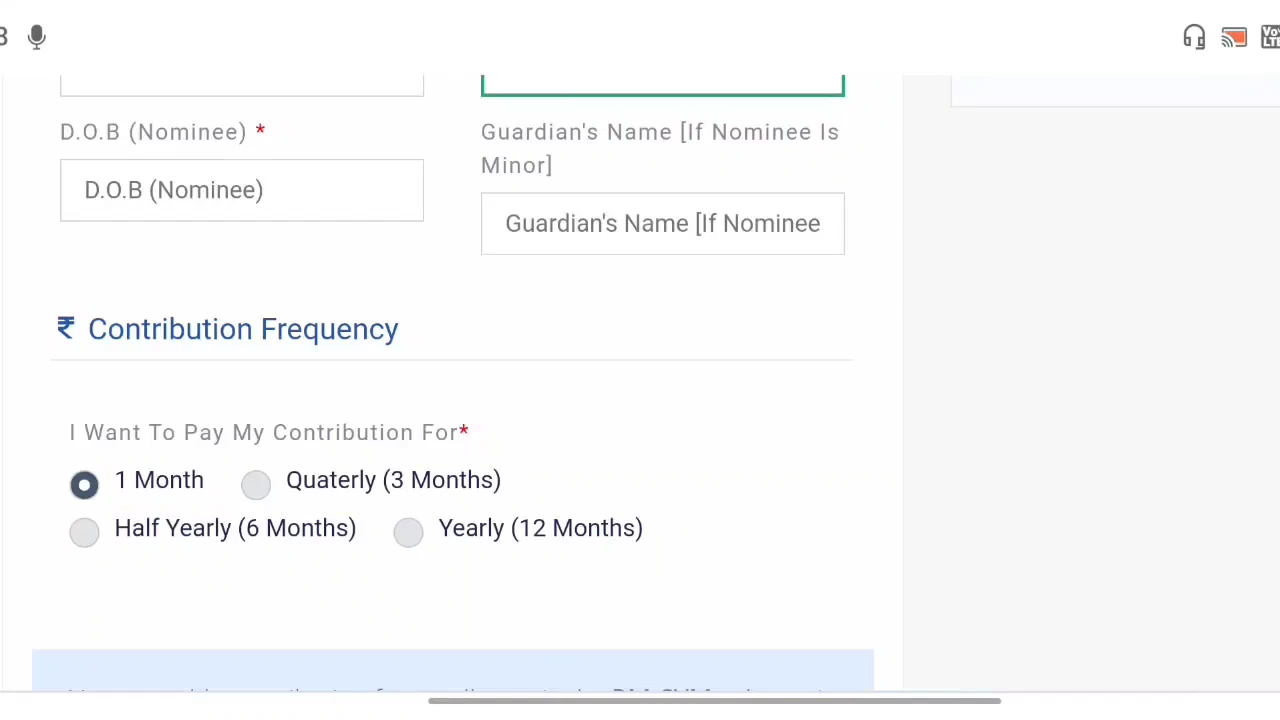 D.O.B (Nominee) *
Guardian's Name [If Nominee Is
Minor]
D.O.B (Nominee)
Guardian's Name [If Nominee
₹ Contribution Frequency
I Want To Pay My Contribution For*
1 Month
Quaterly (3 Months)
Half Yearly (6 Months)
Yearly (12 Months)